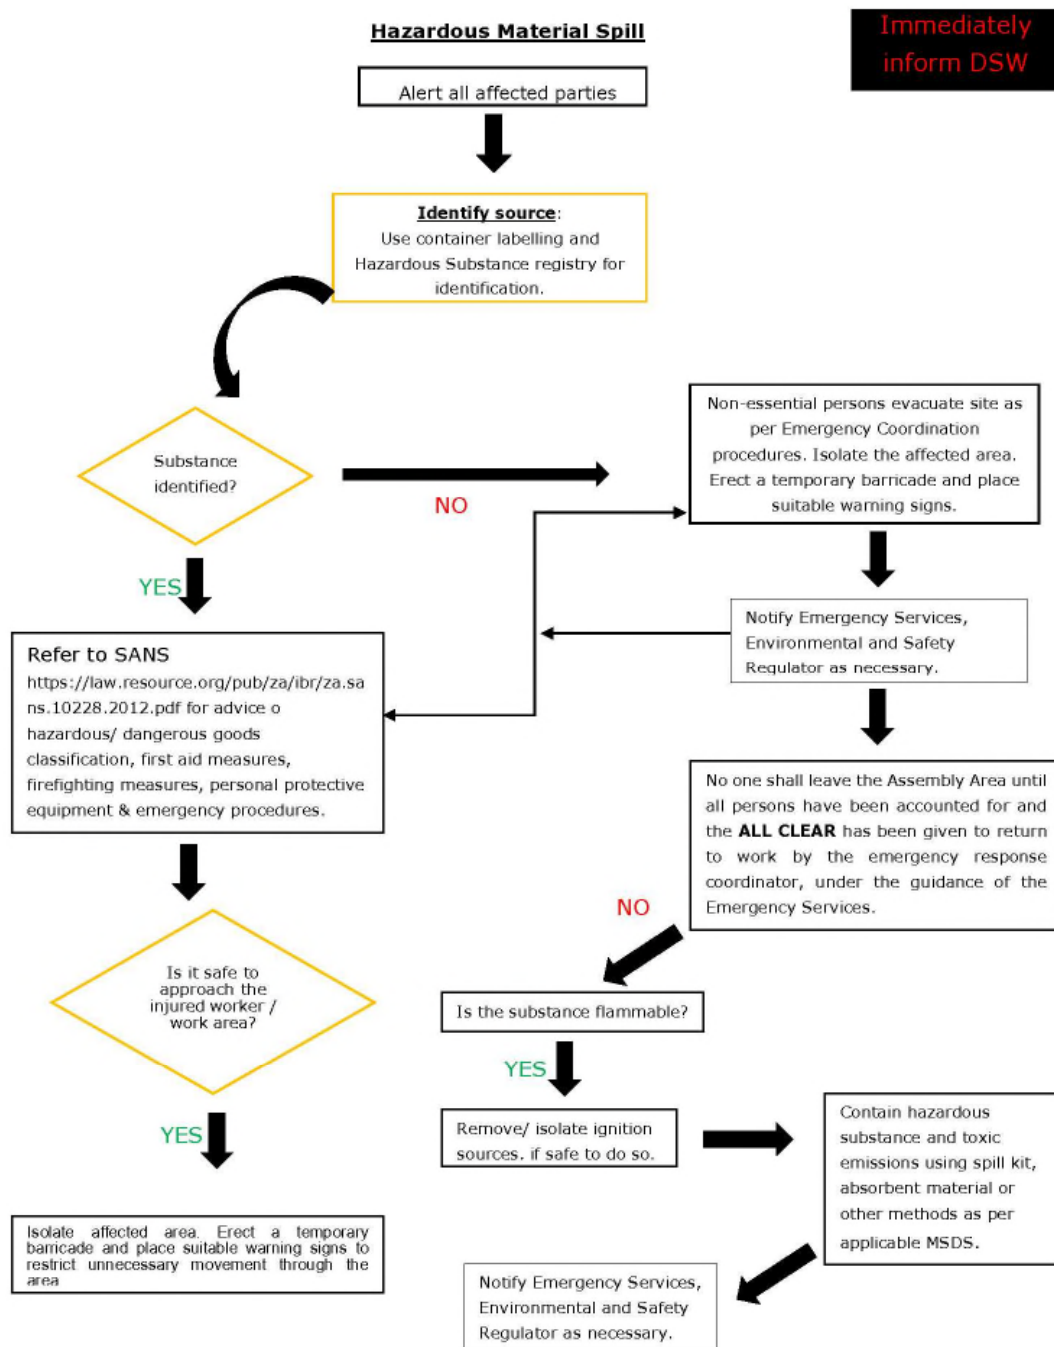 Hazardous Material Spill
Immediately
inform DSW
Alert all affected parties
Identify source:
Use container labelling and
Hazardous Substance registry for
identification.
Substance
identified?
NO
Non-essential persons evacuate site as
per Emergency Coordination
procedures. Isolate the affected area.
Erect a temporary barricade and place
suitable warning signs.
YES
Notify Emergency Services,
Environmental and Safety
Regulator as necessary.
Refer to SANS
https://law.resource.org/pub/za/ibr/za.sa
ns.10228.2012.pdf for advice o
hazardous/ dangerous goods
classification, first aid measures,
firefighting measures, personal protective
equipment & emergency procedures.
No one shall leave the Assembly Area until
all persons have been accounted for and
the ALL CLEAR has been given to return
to work by the emergency response
coordinator, under the guidance of the
Emergency Services.
NO
Is it safe to
approach the
injured worker /
work area?
Is the substance flammable?
YES
YES
Remove/ isolate ignition
sources. if safe to do so.
Contain hazardous
substance and toxic
emissions using spill kit,
absorbent material or
other methods as per
applicable MSDS.
Isolate affected area. Erect a temporary
barricade and place suitable warning signs to
restrict unnecessary movement through the
area
Notify Emergency Services,
Environmental and Safety
Regulator as necessary.